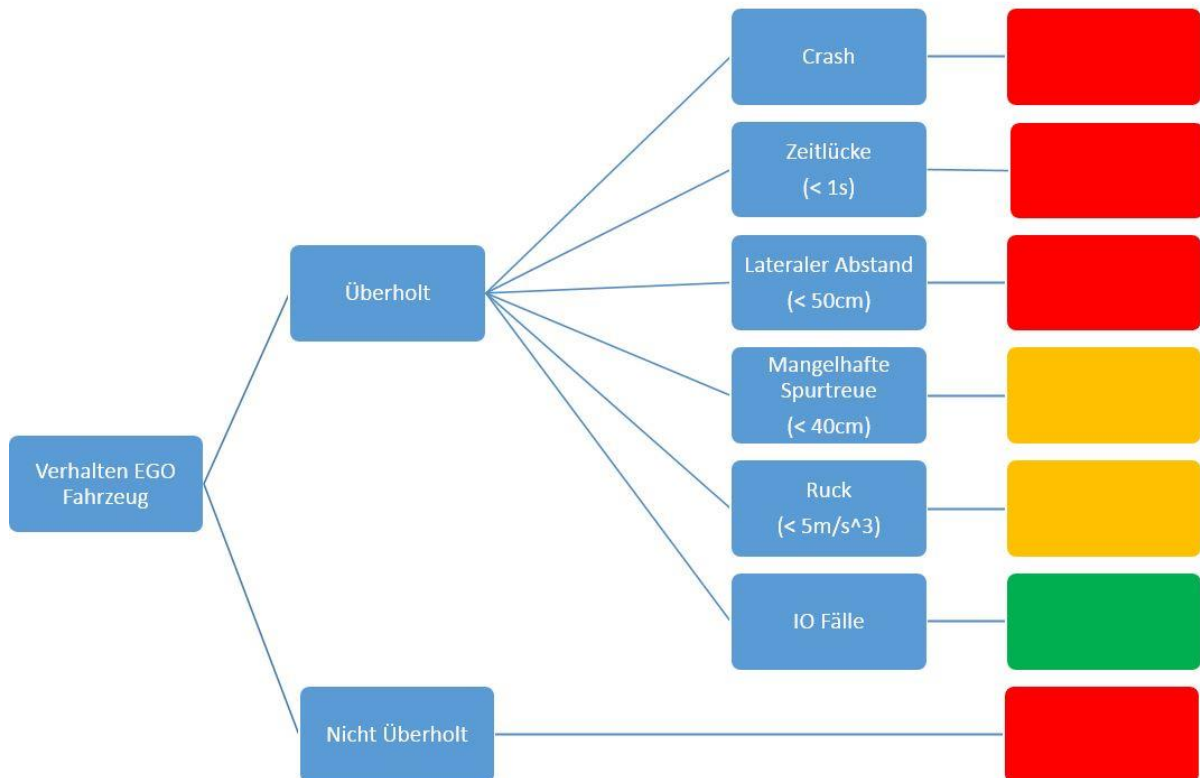 Crash
Zeitlücke
(< 1s)
Lateraler Abstand
(< 50cm)
Überholt
Mangelhafte
Spurtreue
(< 40cm)
Verhalten EGO
Fahrzeug
Ruck
(< 5m/s^3)
IO Fälle
Nicht Überholt